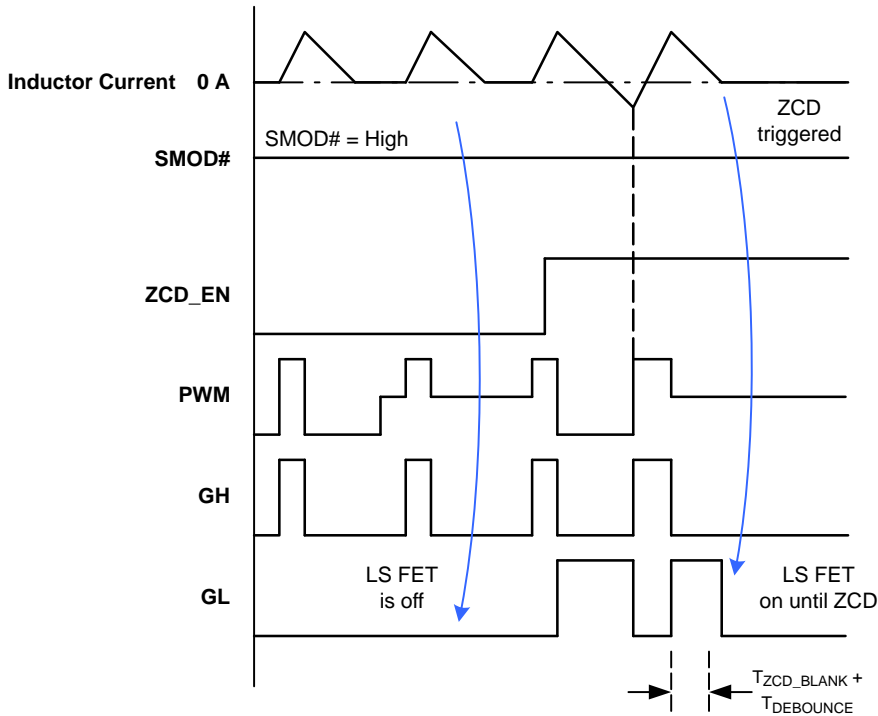 Inductor Current 0 A
ZCD
triggered
SMOD# = High
SMOD#
ZCD_EN
PWM
GH
GL
LS FET
is off
LS FET
on until ZCD
TZCD_BLANK +
TDEBOUNCE